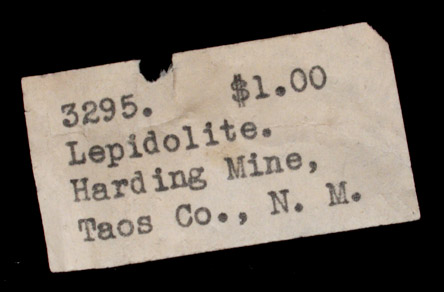 3295. $1.00
Lepidolite.
Harding Mine,
Taos Co., N. M.